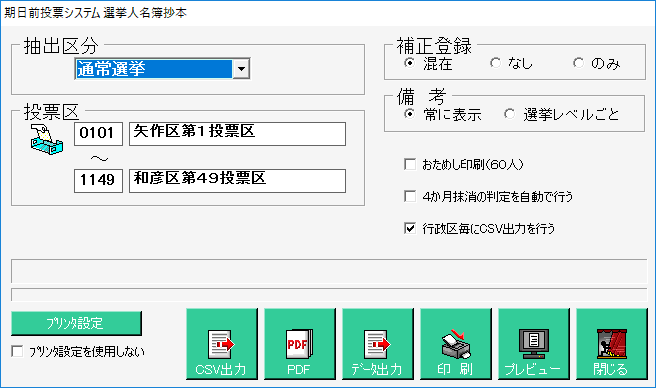 期日前投票システム 選挙人名簿抄本
抽出区分
通常選挙
補正登録
混在 なし のみ
投票区
0101 矢作区第１投票区
～
1149 和彦区第４９投票区
備　考
常に表示 選挙レベルごと
おためし印刷(６０人)
４か月抹消の判定を自動で行う
行政区毎にCSV出力を行う
ﾌﾟﾘﾝﾀ設定
ﾌﾟﾘﾝﾀ設定を使用しない
CSV出力 PDF ﾃﾞｰﾀ出力 印 刷 プレビュー 閉じる